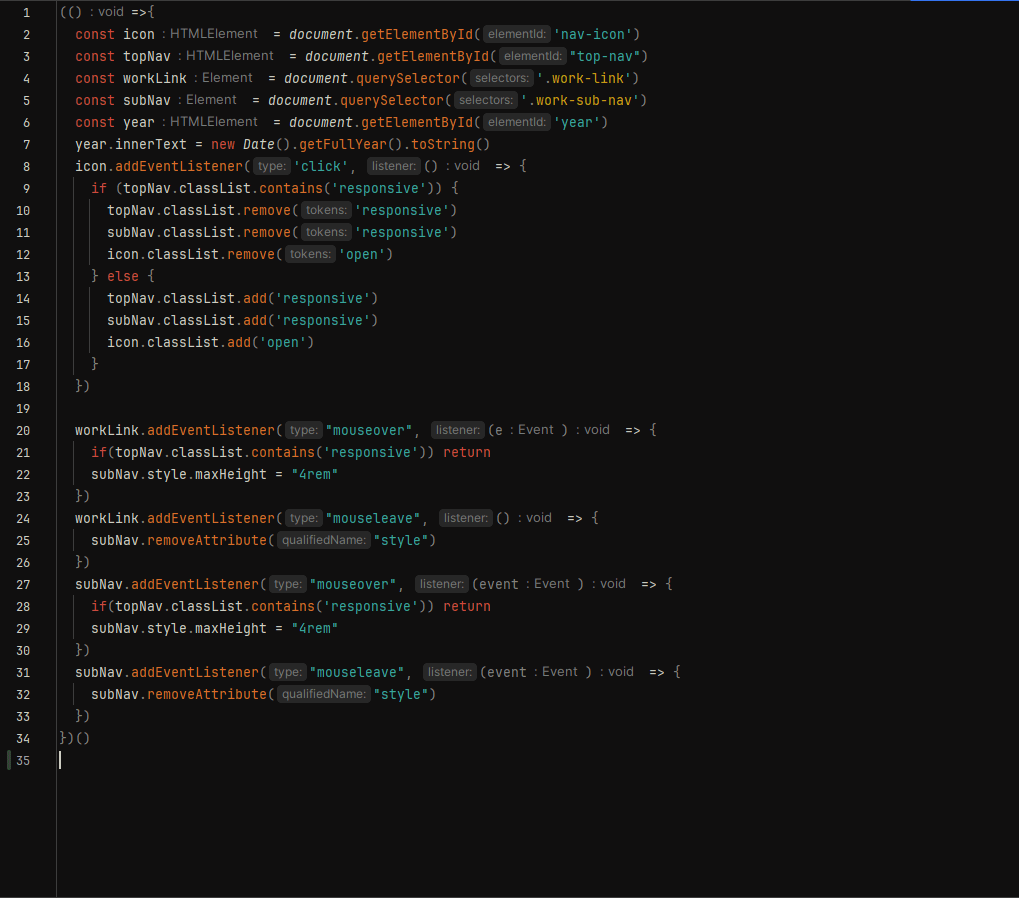 1 (() : void =>{
2 const icon : HTMLElement = document.getElementById( elementId: 'nav-icon')
3 const topNav : HTMLElement = document.getElementById( elementId: "top-nav")
4 const workLink : Element = document.querySelector( selectors: '.work-link')
5 const subNav : Element = document.querySelector( selectors: '.work-sub-nav')
6 const year : HTMLElement = document.getElementById( elementId: 'year')
7 year.innerText = new Date().getFullYear().toString()
8 icon.addEventListener( type: 'click', listener: () : void => {
9 if (topNav.classList.contains('responsive')) {
10 topNav.classList.remove( tokens: 'responsive')
11 subNav.classList.remove( tokens: 'responsive')
12 icon.classList.remove( tokens: 'open')
13 } else {
14 topNav.classList.add('responsive')
15 subNav.classList.add('responsive')
16 icon.classList.add('open')
17 }
18 })
19
20 workLink.addEventListener( type: "mouseover", listener: (e : Event ) : void => {
21 if(topNav.classList.contains('responsive')) return
22 subNav.style.maxHeight = "4rem"
23 })
24 workLink.addEventListener( type: "mouseleave", listener: () : void => {
25 subNav.removeAttribute( qualifiedName: "style")
26 })
27 subNav.addEventListener( type: "mouseover", listener: (event : Event ) : void => {
28 if(topNav.classList.contains('responsive')) return
29 subNav.style.maxHeight = "4rem"
30 })
31 subNav.addEventListener( type: "mouseleave", listener: (event : Event ) : void => {
32 subNav.removeAttribute( qualifiedName: "style")
33 })
34 })()
35